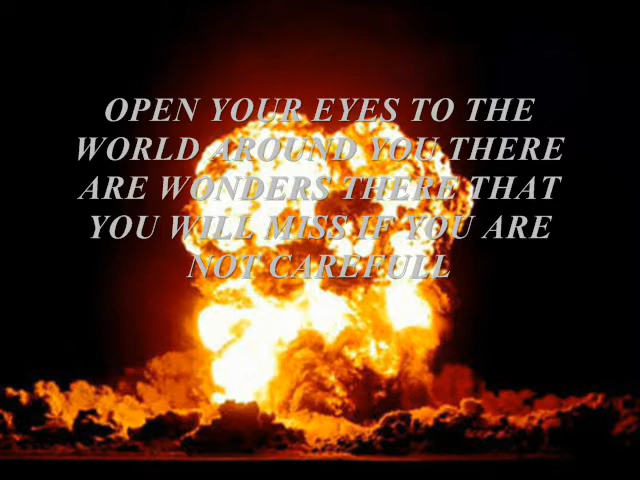 OPEN YOUR EYES TO THE
WORLD AROUND YOU THERE
ARE WONDERS THERE THAT
YOU WILL MISS IF YOU ARE
NOT CAREFULL